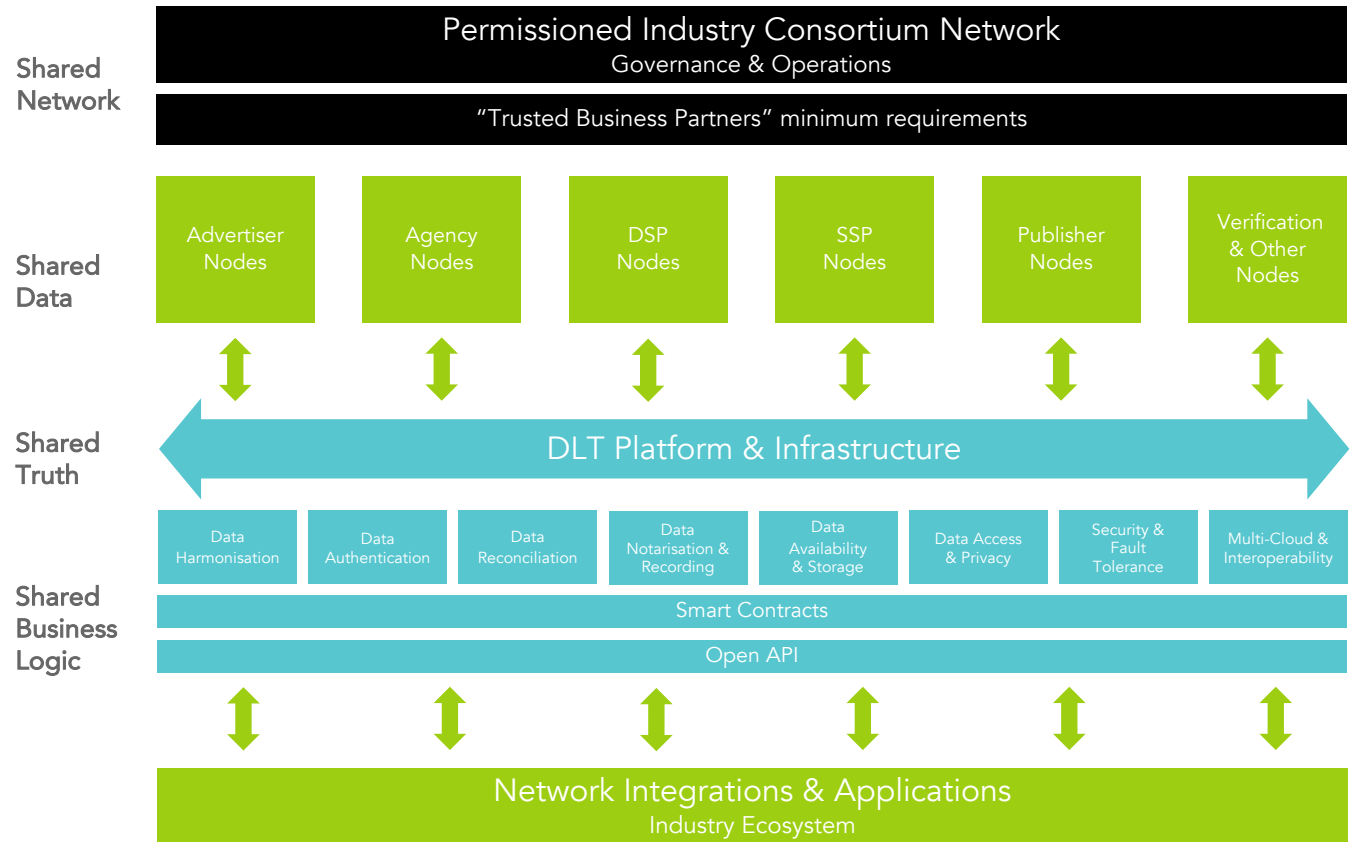 Shared
Network
Permissioned Industry Consortium Network
Governance & Operations
“Trusted Business Partners” minimum requirements
Shared
Data
Advertiser
Nodes
Agency
Nodes
DSP
Nodes
SSP
Nodes
Publisher
Nodes
Verification
& Other
Nodes
Shared
Truth
DLT Platform & Infrastructure
Shared
Business
Logic
Data
Harmonisation
Data
Authentication
Data
Reconciliation
Data
Notarisation &
Recording
Data
Availability
& Storage
Data Access
& Privacy
Security &
Fault
Tolerance
Multi-Cloud &
Interoperability
Smart Contracts
Open API
Network Integrations & Applications
Industry Ecosystem